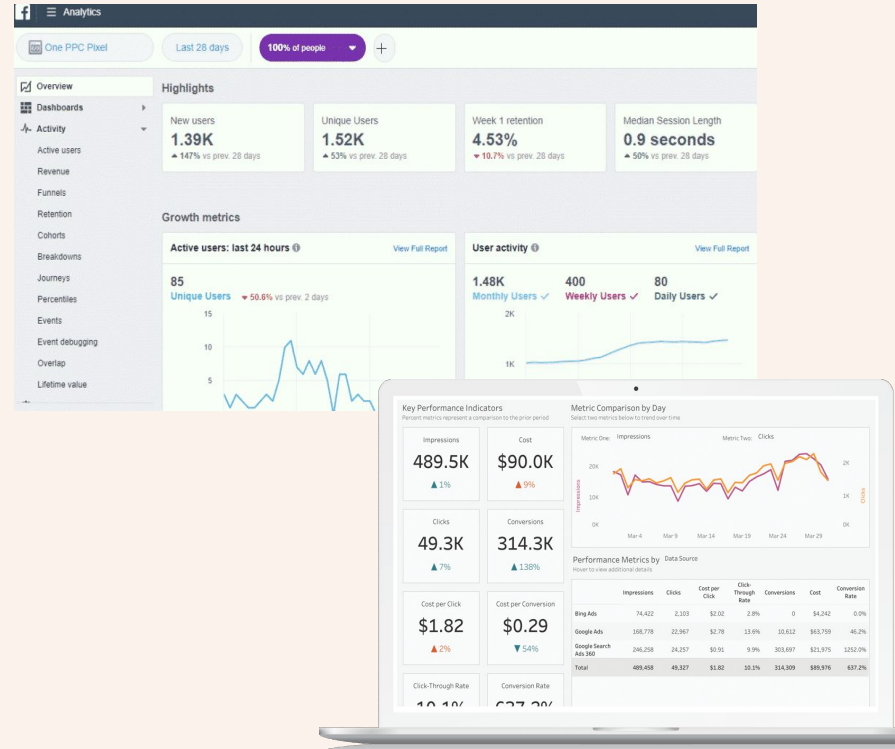 f Analytics
One PPC Pixel Last 28 days 100% of people +
Overview
Dashboards
Activity
Active users
Revenue
Funnels
Retention
Cohorts
Breakdowns
Journeys
Percentiles
Events
Event debugging
Overlap
Lifetime value
Highlights
New users
1.39K
147% vs prev. 28 days
Unique Users
1.52K
53% vs prev. 28 days
Week 1 retention
4.53%
10.7% vs prev. 28 days
Median Session Length
0.9 seconds
50% vs prev. 28 days
Growth metrics
Active users: last 24 hours View Full Report
85
Unique Users 50.6% vs prev. 2 days
15
10
5
User activity View Full Report
1.48K 400 80
Monthly Users Weekly Users Daily Users
2K
1K
Key Performance Indicators
Percent metrics represent a comparison to the prior period
Impressions
489.5K
▲1%
Cost
$90.0K
▲9%
Clicks
49.3K
▲7%
Conversions
314.3K
▲138%
Cost per Click
$1.82
▲2%
Cost per Conversion
$0.29
▼54%
Click-Through Rate
10.1%
Conversion Rate
637.2%
Metric Comparison by Day
Select two metrics below to trend over time
Metric One: Impressions Metric Two: Clicks
20K 2K
10K 1K
0K 0K
Impressions
Clicks
Mar 4 Mar 9 Mar 14 Mar 19 Mar 24 Mar 29
Performance Metrics by Data Source
Hover to view additional details
Impressions Clicks Cost per Click Click-Through Rate Conversions Cost Conversion Rate
Bing Ads 74,422 2,103 $2.02 2.8% 0 $4,242 0.0%
Google Ads 168,778 22,967 $2.78 13.6% 10,612 $63,759 46.2%
Google Search Ads 360 246,258 24,257 $0.91 9.9% 303,697 $21,975 1252.0%
Total 489,458 49,327 $1.82 10.1% 314,309 $89,976 637.2%